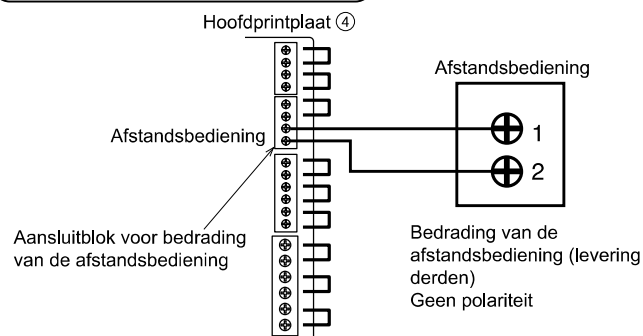 Hoofdprintplaat ④
Afstandsbediening
Afstandsbediening
1
2
Aansluitblok voor bedrading
van de afstandsbediening
Bedrading van de
afstandsbediening (levering
derden)
Geen polariteit